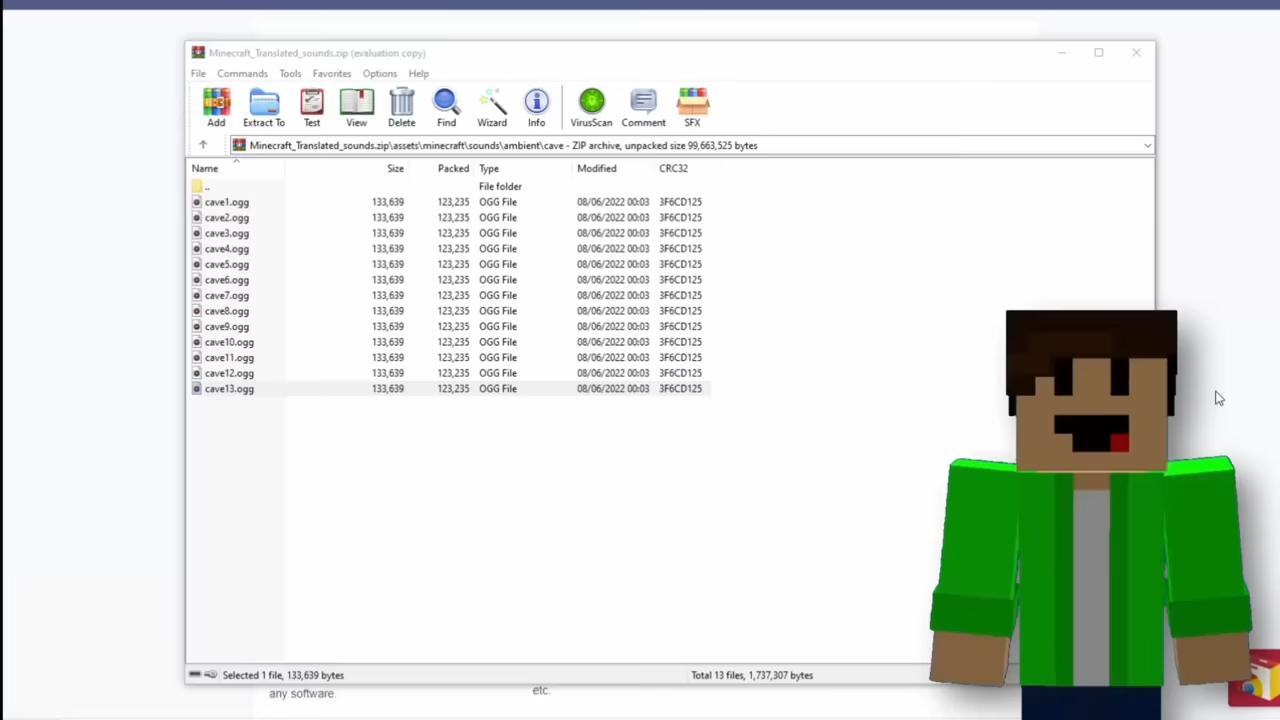 Minecraft_Translated_sounds.zip (evaluation copy)
File Commands Tools Favorites Options Help
Add Extract To Test View Delete Find Wizard Info VirusScan Comment SFX
Minecraft_Translated_sounds.zip\assets\minecraft\sounds\ambient\cave - ZIP archive, unpacked size 99,663,525 bytes
Name Size Packed Type Modified CRC32
.. File folder
cave1.ogg 133,639 123,235 OGG File 08/06/2022 00:03 3F6CD125
cave2.ogg 133,639 123,235 OGG File 08/06/2022 00:03 3F6CD125
cave3.ogg 133,639 123,235 OGG File 08/06/2022 00:03 3F6CD125
cave4.ogg 133,639 123,235 OGG File 08/06/2022 00:03 3F6CD125
cave5.ogg 133,639 123,235 OGG File 08/06/2022 00:03 3F6CD125
cave6.ogg 133,639 123,235 OGG File 08/06/2022 00:03 3F6CD125
cave7.ogg 133,639 123,235 OGG File 08/06/2022 00:03 3F6CD125
cave8.ogg 133,639 123,235 OGG File 08/06/2022 00:03 3F6CD125
cave9.ogg 133,639 123,235 OGG File 08/06/2022 00:03 3F6CD125
cave10.ogg 133,639 123,235 OGG File 08/06/2022 00:03 3F6CD125
cave11.ogg 133,639 123,235 OGG File 08/06/2022 00:03 3F6CD125
cave12.ogg 133,639 123,235 OGG File 08/06/2022 00:03 3F6CD125
cave13.ogg 133,639 123,235 OGG File 08/06/2022 00:03 3F6CD125
Selected 1 file, 133,639 bytes Total 13 files, 1,737,307 bytes
any software. etc.